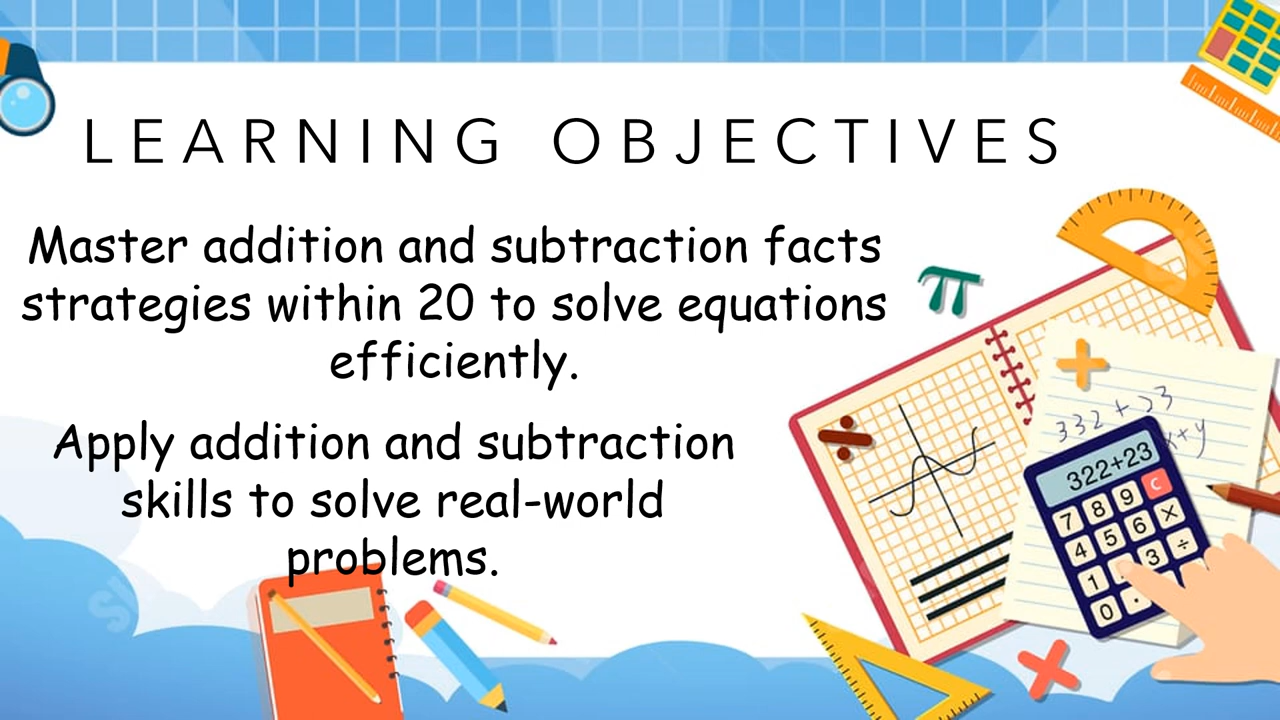 LEARNING OBJECTIVES
Master addition and subtraction facts
strategies within 20 to solve equations
efficiently.
Apply addition and subtraction
skills to solve real-world
problems.
π
332 + 23
x+y
322+23
7 8 9 C
4 5 6 ×
1 3 ÷
0 ·